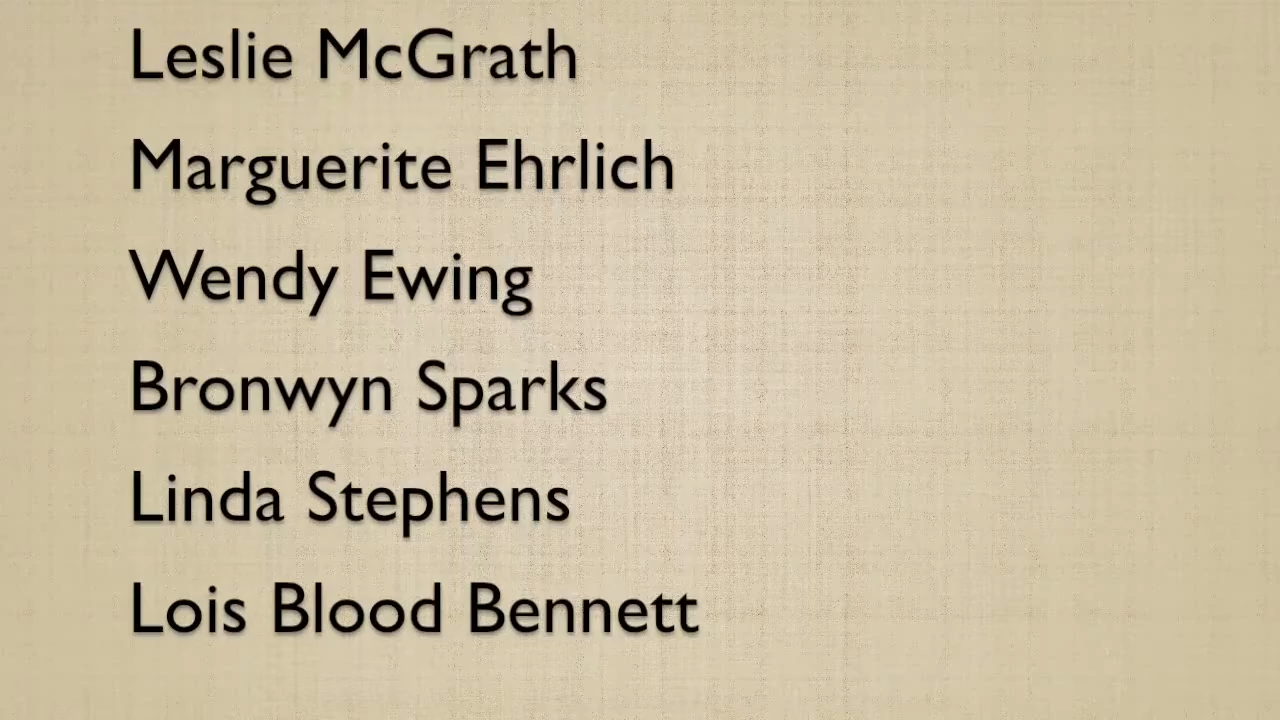 Leslie McGrath
Marguerite Ehrlich
Wendy Ewing
Bronwyn Sparks
Linda Stephens
Lois Blood Bennett